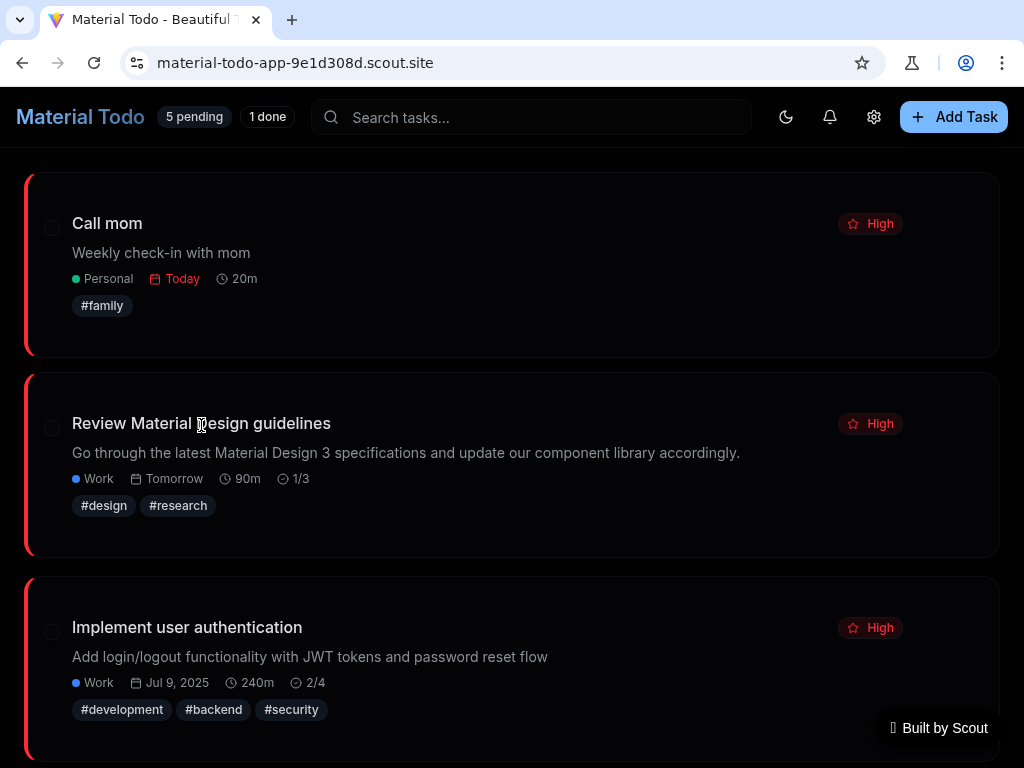 Material Todo - Beautiful T
material-todo-app-9e1d308d.scout.site
Material Todo 5 pending 1 done Search tasks... Add Task
Call mom High
Weekly check-in with mom
Personal Today 20m
#family
Review Material Design guidelines High
Go through the latest Material Design 3 specifications and update our component library accordingly.
Work Tomorrow 90m 1/3
#design #research
Implement user authentication High
Add login/logout functionality with JWT tokens and password reset flow
Work Jul 9, 2025 240m 2/4
#development #backend #security
Built by Scout